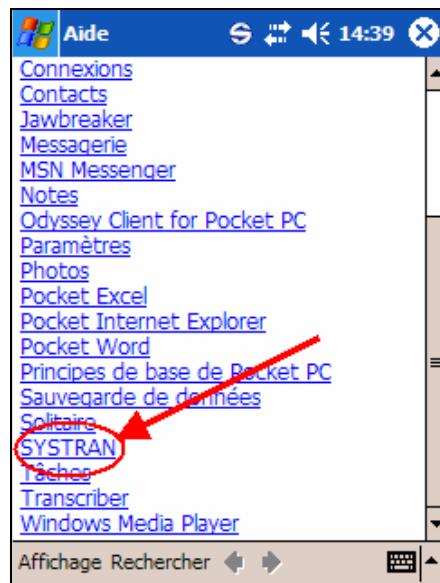 Aide 14:39
Connexions
Contacts
Jawbreaker
Messagerie
MSN Messenger
Notes
Odyssey Client for Pocket PC
Paramètres
Photos
Pocket Excel
Pocket Internet Explorer
Pocket Word
Principes de base de Pocket PC
Sauvegarde de données
Solitaire
SYSTRAN
Tâches
Transcriber
Windows Media Player
Affichage Rechercher